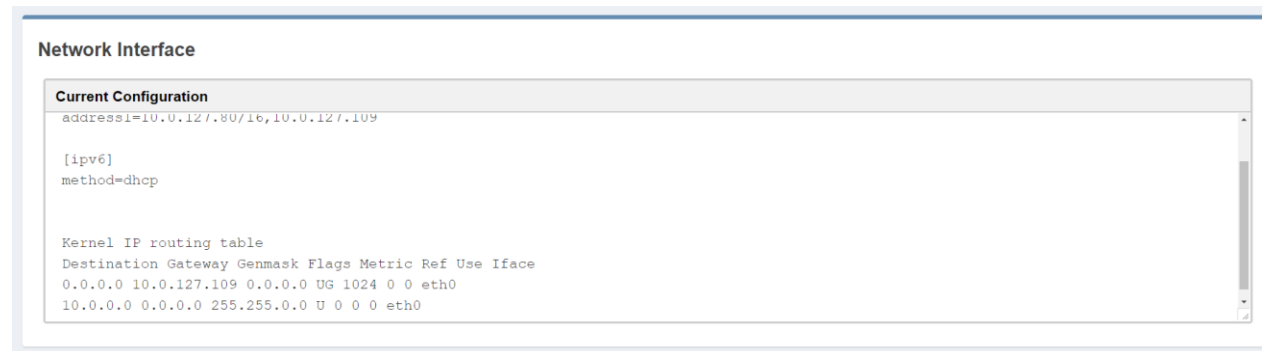 Network Interface
Current Configuration
address1=10.0.127.80/16,10.0.127.109
[ipv6]
method=dhcp
Kernel IP routing table
Destination Gateway Genmask Flags Metric Ref Use Iface
0.0.0.0 10.0.127.109 0.0.0.0 UG 1024 0 0 eth0
10.0.0.0 0.0.0.0 255.255.0.0 U 0 0 0 eth0